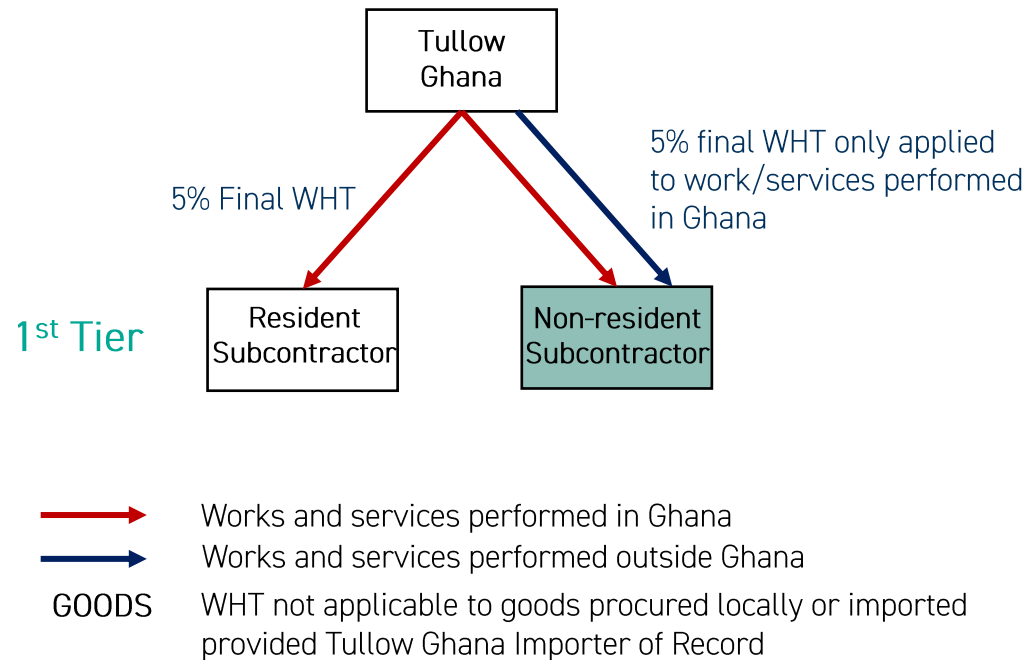 Tullow
Ghana
5% final WHT only applied
to work/services performed
in Ghana
5% Final WHT
1st Tier
Resident
Subcontractor
Non-resident
Subcontractor
Works and services performed in Ghana
Works and services performed outside Ghana
GOODS WHT not applicable to goods procured locally or imported
provided Tullow Ghana Importer of Record